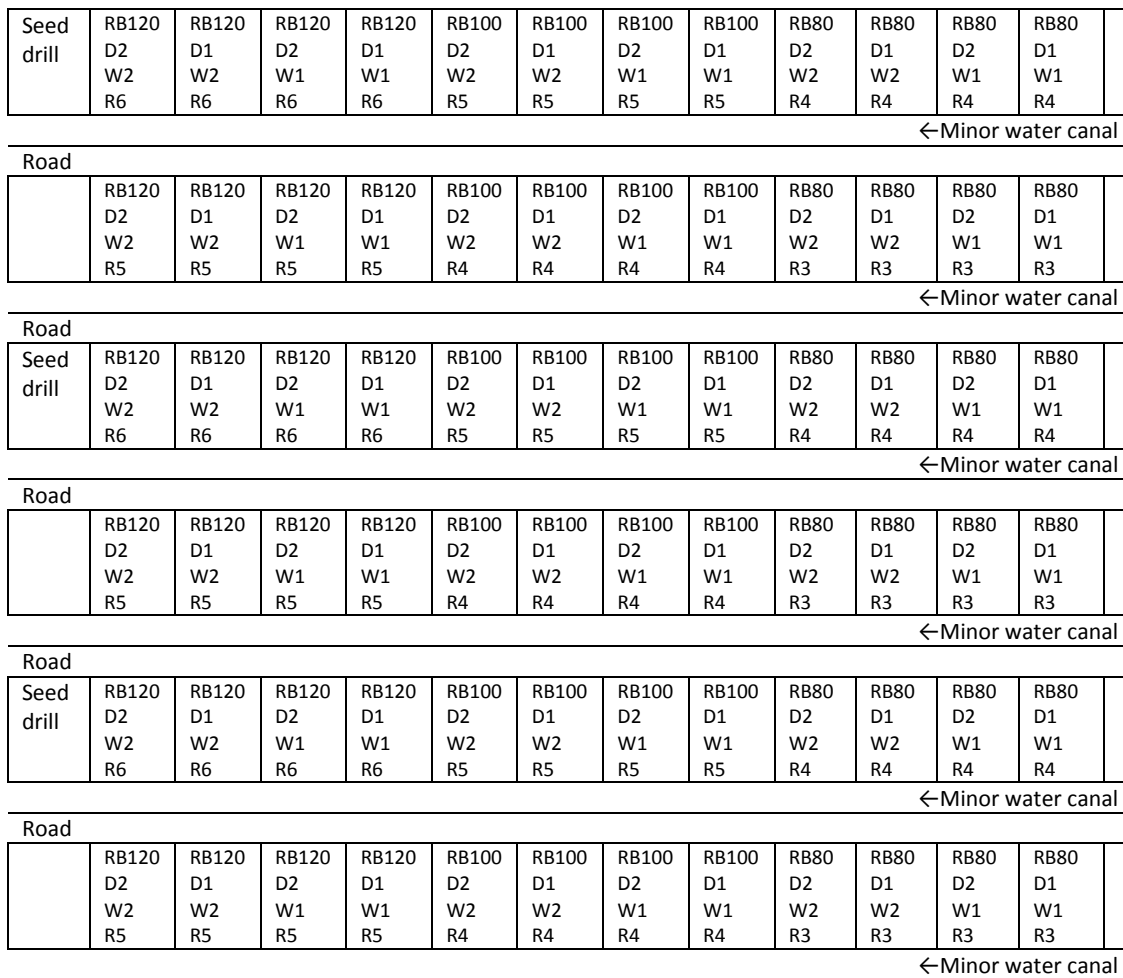 Seed RB120 RB120 RB120 RB120 RB100 RB100 RB100 RB100 RB80 RB80 RB80 RB80
drill D2 D1 D2 D1 D2 D1 D2 D1 D2 D1 D2 D1
W2 W2 W1 W1 W2 W2 W1 W1 W2 W2 W1 W1
R6 R6 R6 R6 R5 R5 R5 R5 R4 R4 R4 R4
←Minor water canal
Road
RB120 RB120 RB120 RB120 RB100 RB100 RB100 RB100 RB80 RB80 RB80 RB80
D2 D1 D2 D1 D2 D1 D2 D1 D2 D1 D2 D1
W2 W2 W1 W1 W2 W2 W1 W1 W2 W2 W1 W1
R5 R5 R5 R5 R4 R4 R4 R4 R3 R3 R3 R3
←Minor water canal
Road
Seed RB120 RB120 RB120 RB120 RB100 RB100 RB100 RB100 RB80 RB80 RB80 RB80
drill D2 D1 D2 D1 D2 D1 D2 D1 D2 D1 D2 D1
W2 W2 W1 W1 W2 W2 W1 W1 W2 W2 W1 W1
R6 R6 R6 R6 R5 R5 R5 R5 R4 R4 R4 R4
←Minor water canal
Road
RB120 RB120 RB120 RB120 RB100 RB100 RB100 RB100 RB80 RB80 RB80 RB80
D2 D1 D2 D1 D2 D1 D2 D1 D2 D1 D2 D1
W2 W2 W1 W1 W2 W2 W1 W1 W2 W2 W1 W1
R5 R5 R5 R5 R4 R4 R4 R4 R3 R3 R3 R3
←Minor water canal
Road
Seed RB120 RB120 RB120 RB120 RB100 RB100 RB100 RB100 RB80 RB80 RB80 RB80
drill D2 D1 D2 D1 D2 D1 D2 D1 D2 D1 D2 D1
W2 W2 W1 W1 W2 W2 W1 W1 W2 W2 W1 W1
R6 R6 R6 R6 R5 R5 R5 R5 R4 R4 R4 R4
←Minor water canal
Road
RB120 RB120 RB120 RB120 RB100 RB100 RB100 RB100 RB80 RB80 RB80 RB80
D2 D1 D2 D1 D2 D1 D2 D1 D2 D1 D2 D1
W2 W2 W1 W1 W2 W2 W1 W1 W2 W2 W1 W1
R5 R5 R5 R5 R4 R4 R4 R4 R3 R3 R3 R3
←Minor water canal